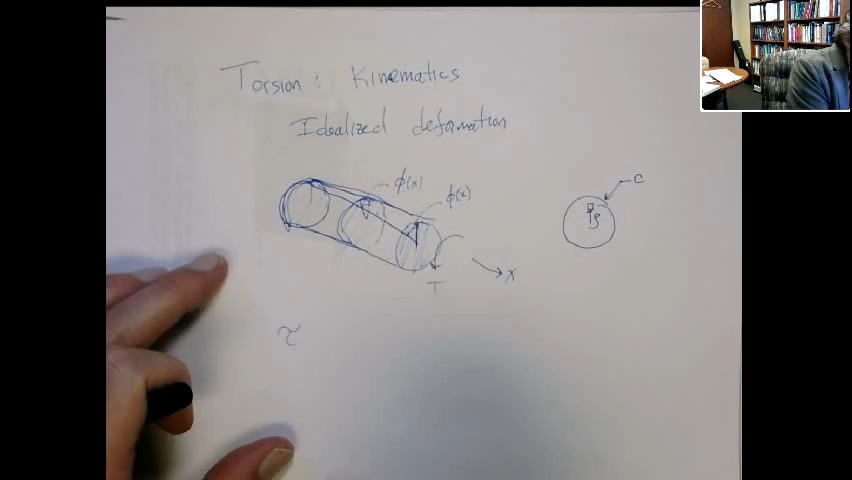 Torsion: Kinematics
Idealized deformation
ϕ(x)
ϕ(x)
C
ρ
T
X
τ